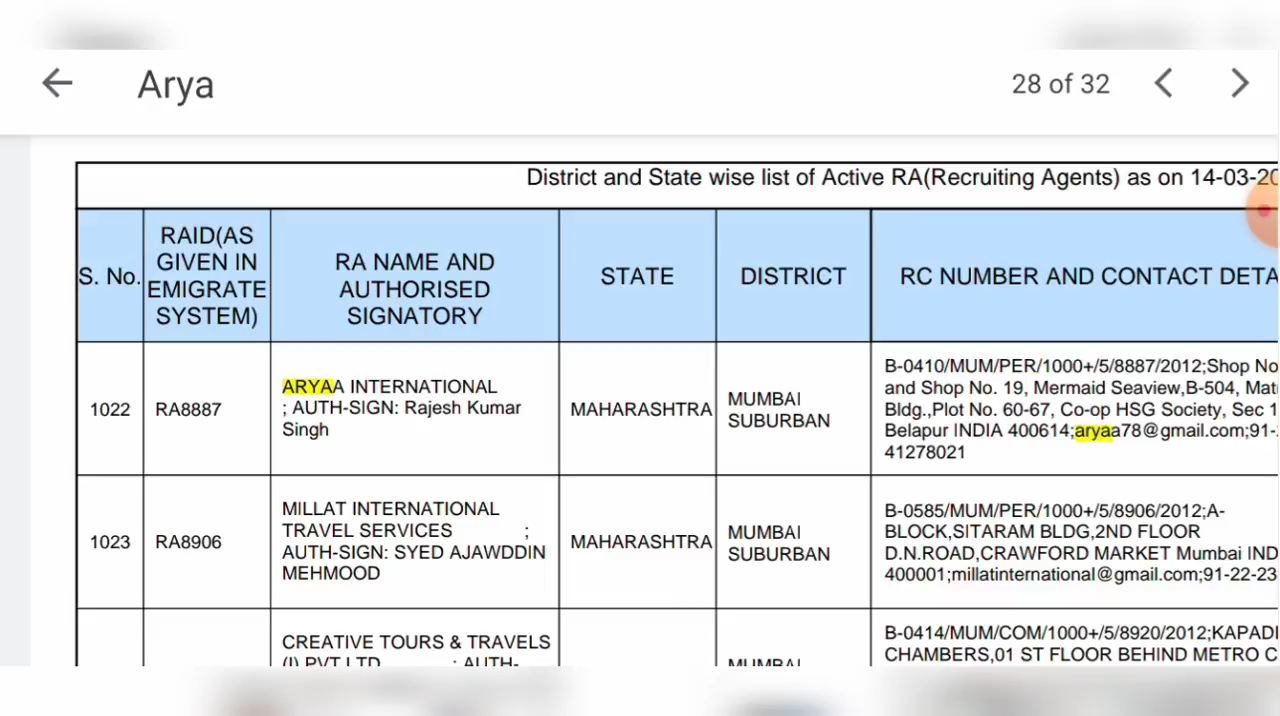 Arya
28 of 32
District and State wise list of Active RA(Recruiting Agents) as on 14-03-20
S. No.
RAID(AS
GIVEN IN
EMIGRATE
SYSTEM)
RA NAME AND
AUTHORISED
SIGNATORY
STATE
DISTRICT
RC NUMBER AND CONTACT DETA
1022
RA8887
ARYAA INTERNATIONAL
; AUTH-SIGN: Rajesh Kumar
Singh
MAHARASHTRA
MUMBAI
SUBURBAN
B-0410/MUM/PER/1000+/5/8887/2012;Shop No
and Shop No. 19, Mermaid Seaview,B-504, Mat
Bldg.,Plot No. 60-67, Co-op HSG Society, Sec 1
Belapur INDIA 400614;aryaa78@gmail.com;91-
41278021
1023
RA8906
MILLAT INTERNATIONAL
TRAVEL SERVICES ;
AUTH-SIGN: SYED AJAWDDIN
MEHMOOD
MAHARASHTRA
MUMBAI
SUBURBAN
B-0585/MUM/PER/1000+/5/8906/2012;A-
BLOCK,SITARAM BLDG,2ND FLOOR
D.N.ROAD,CRAWFORD MARKET Mumbai IND
400001;millatinternational@gmail.com;91-22-23
CREATIVE TOURS & TRAVELS
(I) PVT LTD ; AUTH-
MUMBAI
B-0414/MUM/COM/1000+/5/8920/2012;KAPADI
CHAMBERS,01 ST FLOOR BEHIND METRO C